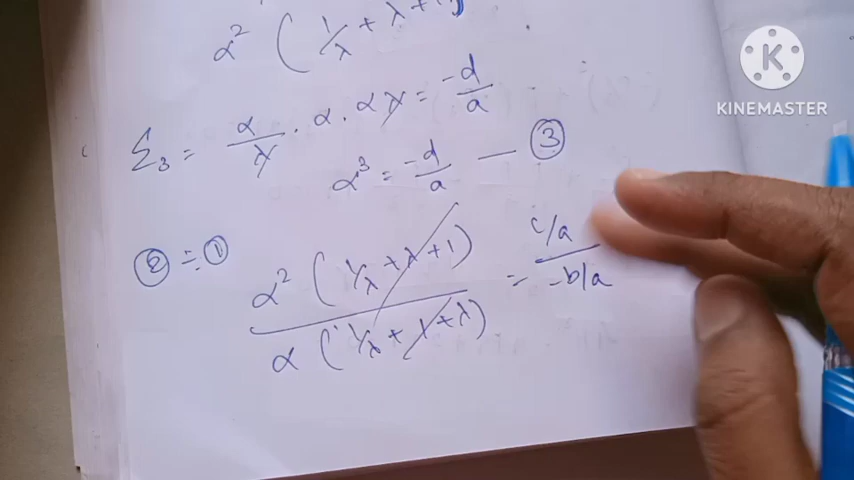 α² ( 1/λ + λ + 1)
Σ₃ = α/λ · α · αλ = -d/a
α³ = -d/a — ③
② ÷ ① α² (1/λ + λ + 1) / α (1/λ + 1 + λ) = c/a / -b/a
KINEMASTER